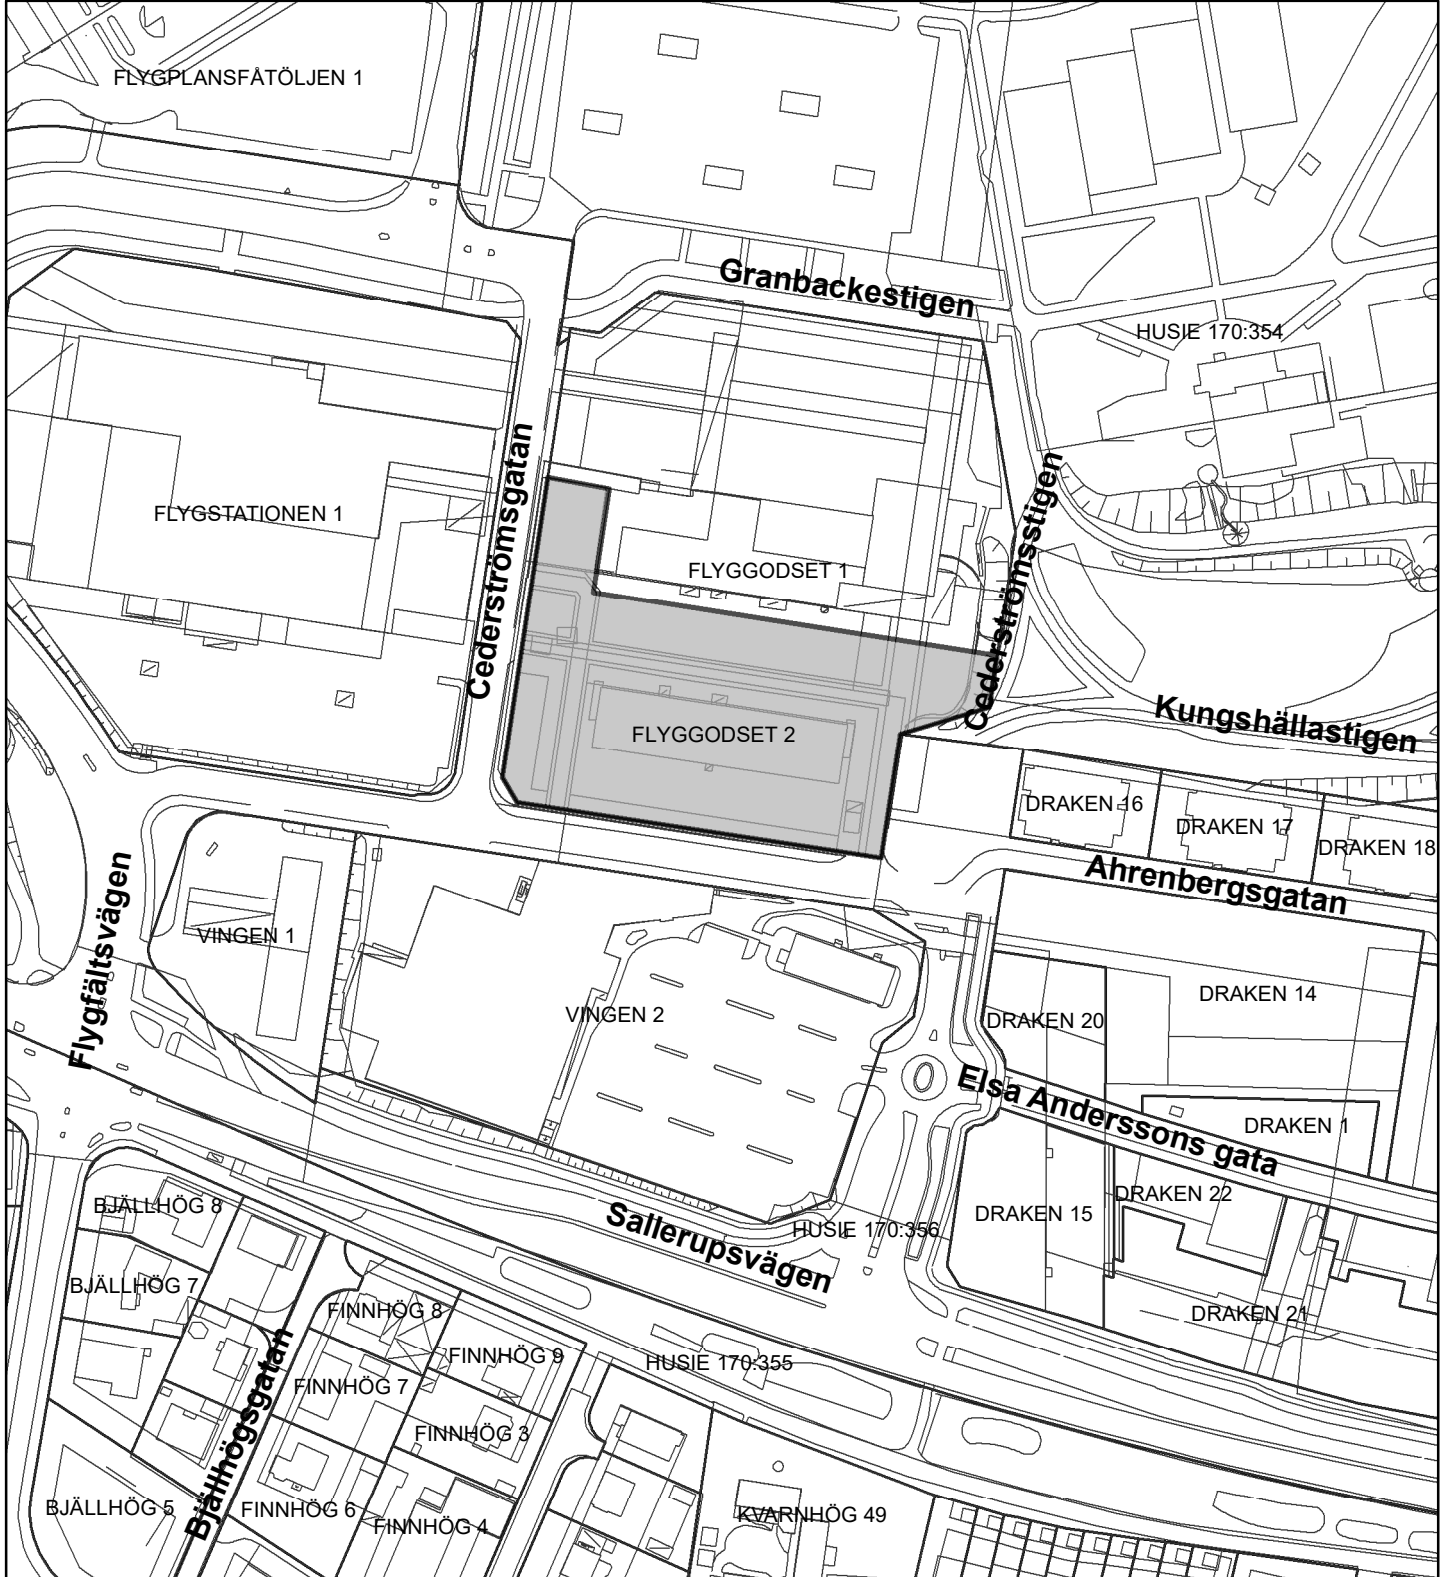 FLYGPLANSFÅTÖLJEN 1
Granbackestigen
HUSIE 170:354
Cederströmsgatan
FLYGSTATIONEN 1
FLYGGODSET 1
Cederströmsstigen
FLYGGODSET 2
Kungshällastigen
DRAKEN 16
DRAKEN 17
DRAKEN 18
Ahrenbergsgatan
Flygfältsvägen
VINGEN 1
VINGEN 2
DRAKEN 14
DRAKEN 20
Elsa Anderssons gata
DRAKEN 1
DRAKEN 22
DRAKEN 15
BJÄLLHÖG 8
Sallerupsvägen
HUSIE 170:356
BJÄLLHÖG 7
FINNHÖG 8
DRAKEN 21
FINNHÖG 9
HUSIE 170:355
Bjällhögsgatan
FINNHÖG 7
FINNHÖG 3
BJÄLLHÖG 5
FINNHÖG 6
FINNHÖG 4
KVARNHÖG 49